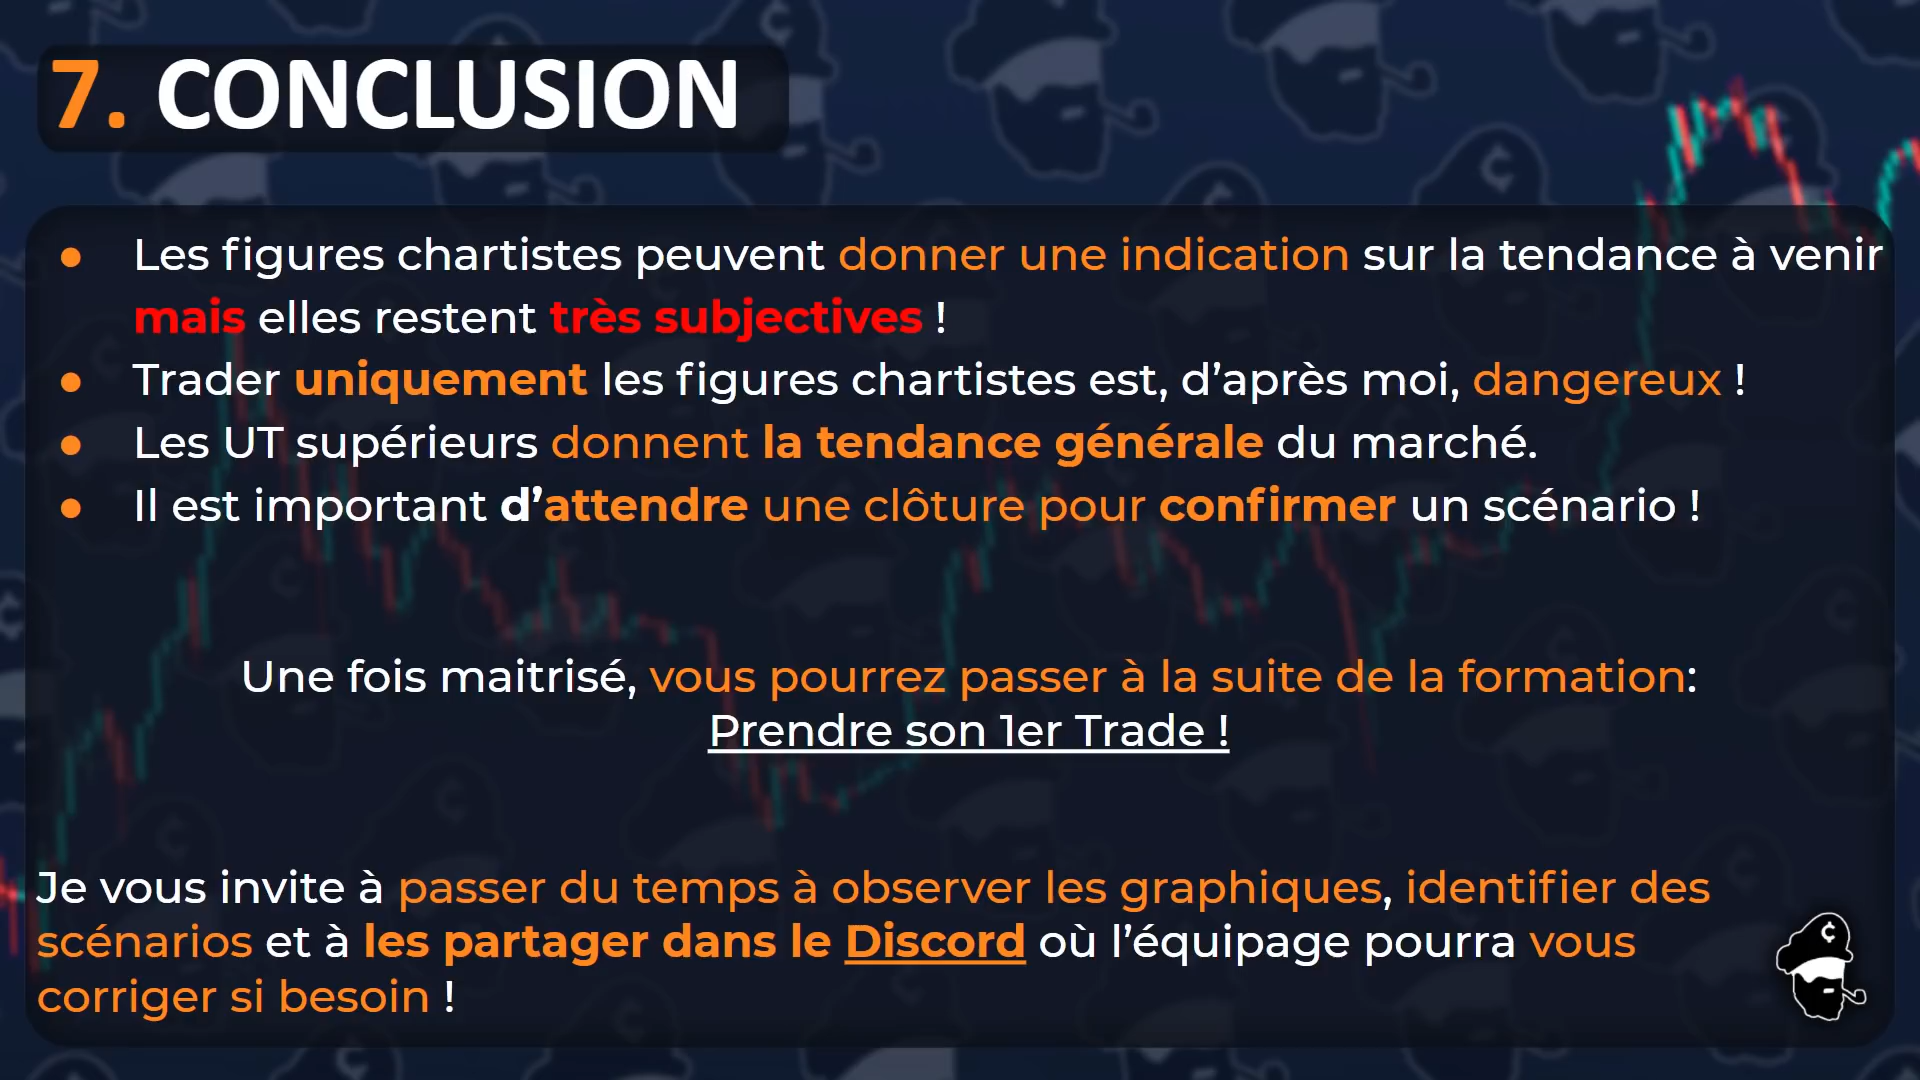 7. CONCLUSION
● Les figures chartistes peuvent donner une indication sur la tendance à venir
mais elles restent très subjectives !
● Trader uniquement les figures chartistes est, d’après moi, dangereux !
● Les UT supérieurs donnent la tendance générale du marché.
● Il est important d’attendre une clôture pour confirmer un scénario !
Une fois maitrisé, vous pourrez passer à la suite de la formation:
Prendre son 1er Trade !
Je vous invite à passer du temps à observer les graphiques, identifier des
scénarios et à les partager dans le Discord où l’équipage pourra vous
corriger si besoin !